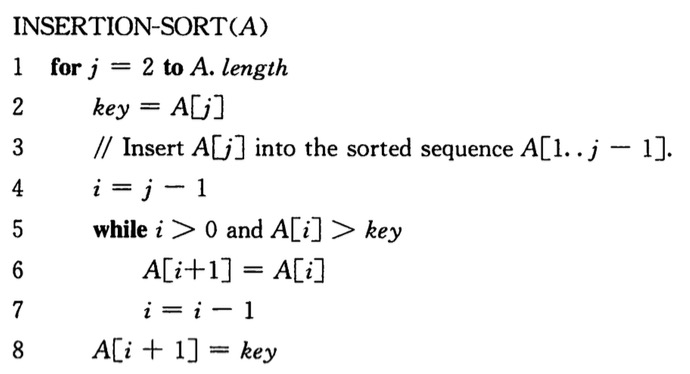 INSERTION-SORT(A)
1 for j = 2 to A. length
2 key = A[j]
3 // Insert A[j] into the sorted sequence A[1. . j − 1].
4 i = j − 1
5 while i > 0 and A[i] > key
6 A[i+1] = A[i]
7 i = i − 1
8 A[i + 1] = key